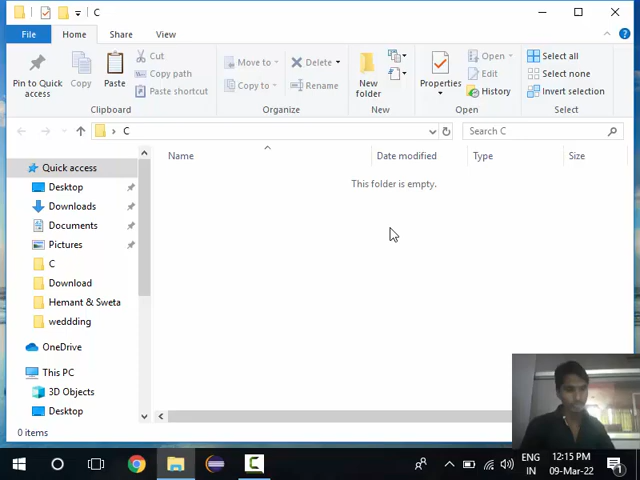 C
File
Home
Share
View
Pin to Quick access
Copy
Paste
Cut
Copy path
Paste shortcut
Clipboard
Move to
Copy to
Delete
Rename
Organize
New folder
New
Properties
Open
Edit
History
Open
Select all
Select none
Invert selection
Select
C
Search C
Name
Date modified
Type
Size
This folder is empty.
Quick access
Desktop
Downloads
Documents
Pictures
C
Download
Hemant & Sweta
weddding
OneDrive
This PC
3D Objects
Desktop
0 items
ENG
IN
12:15 PM
09-Mar-22
1